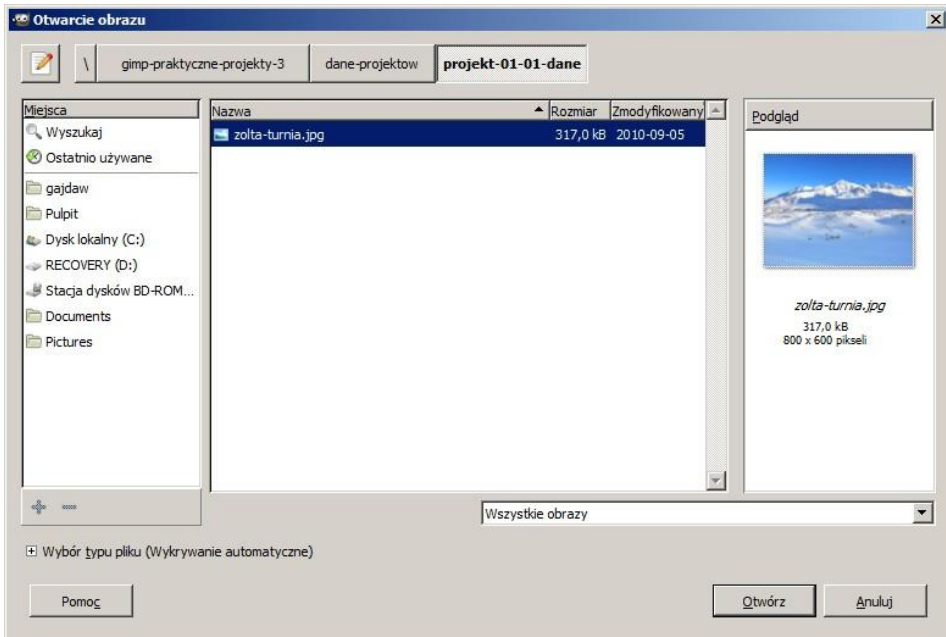 Otwarcie obrazu
\ gimp-praktyczne-projekty-3 dane-projektow projekt-01-01-dane
Miejsca
Wyszukaj
Ostatnio używane
gajdaw
Pulpit
Dysk lokalny (C:)
RECOVERY (D:)
Stacja dysków BD-ROM...
Documents
Pictures
Nazwa Rozmiar Zmodyfikowany
zolta-turnia.jpg 317,0 kB 2010-09-05
Podgląd
zolta-turnia.jpg
317,0 kB
800 x 600 pikseli
Wszystkie obrazy
Wybór typu pliku (Wykrywanie automatyczne)
Pomoc Otwórz Anuluj